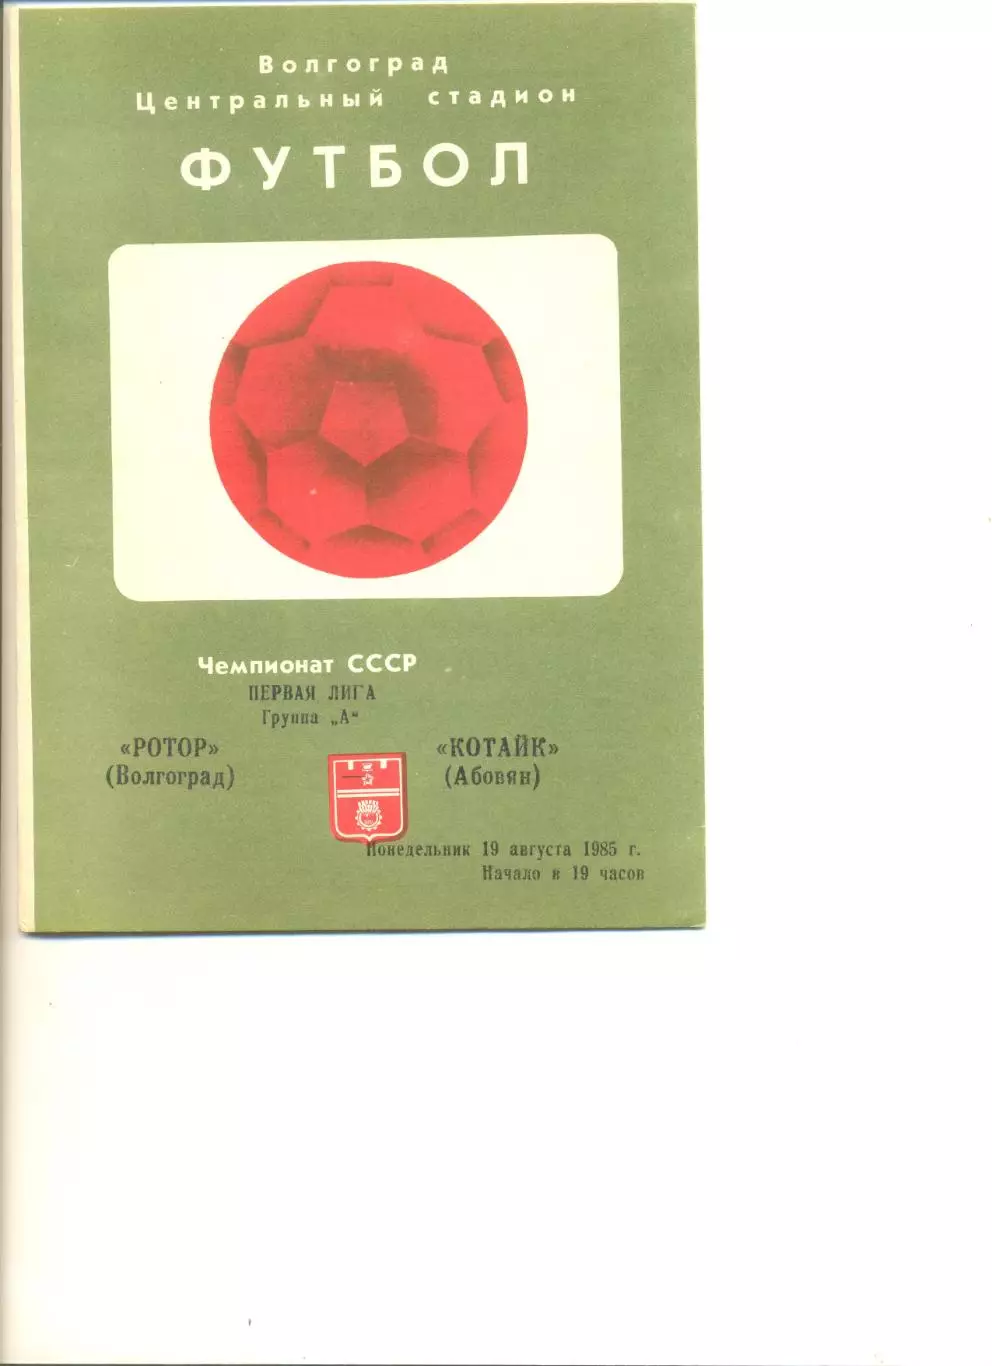 Волгоград
Центральный стадион
ФУТБОЛ
Чемпионат СССР
ПЕРВАЯ ЛИГА
Группа „А“
«РОТОР» «КОТАЙК»
(Волгоград) — (Абовян)
Понедельник 19 августа 1985 г.
Начало в 19 часов